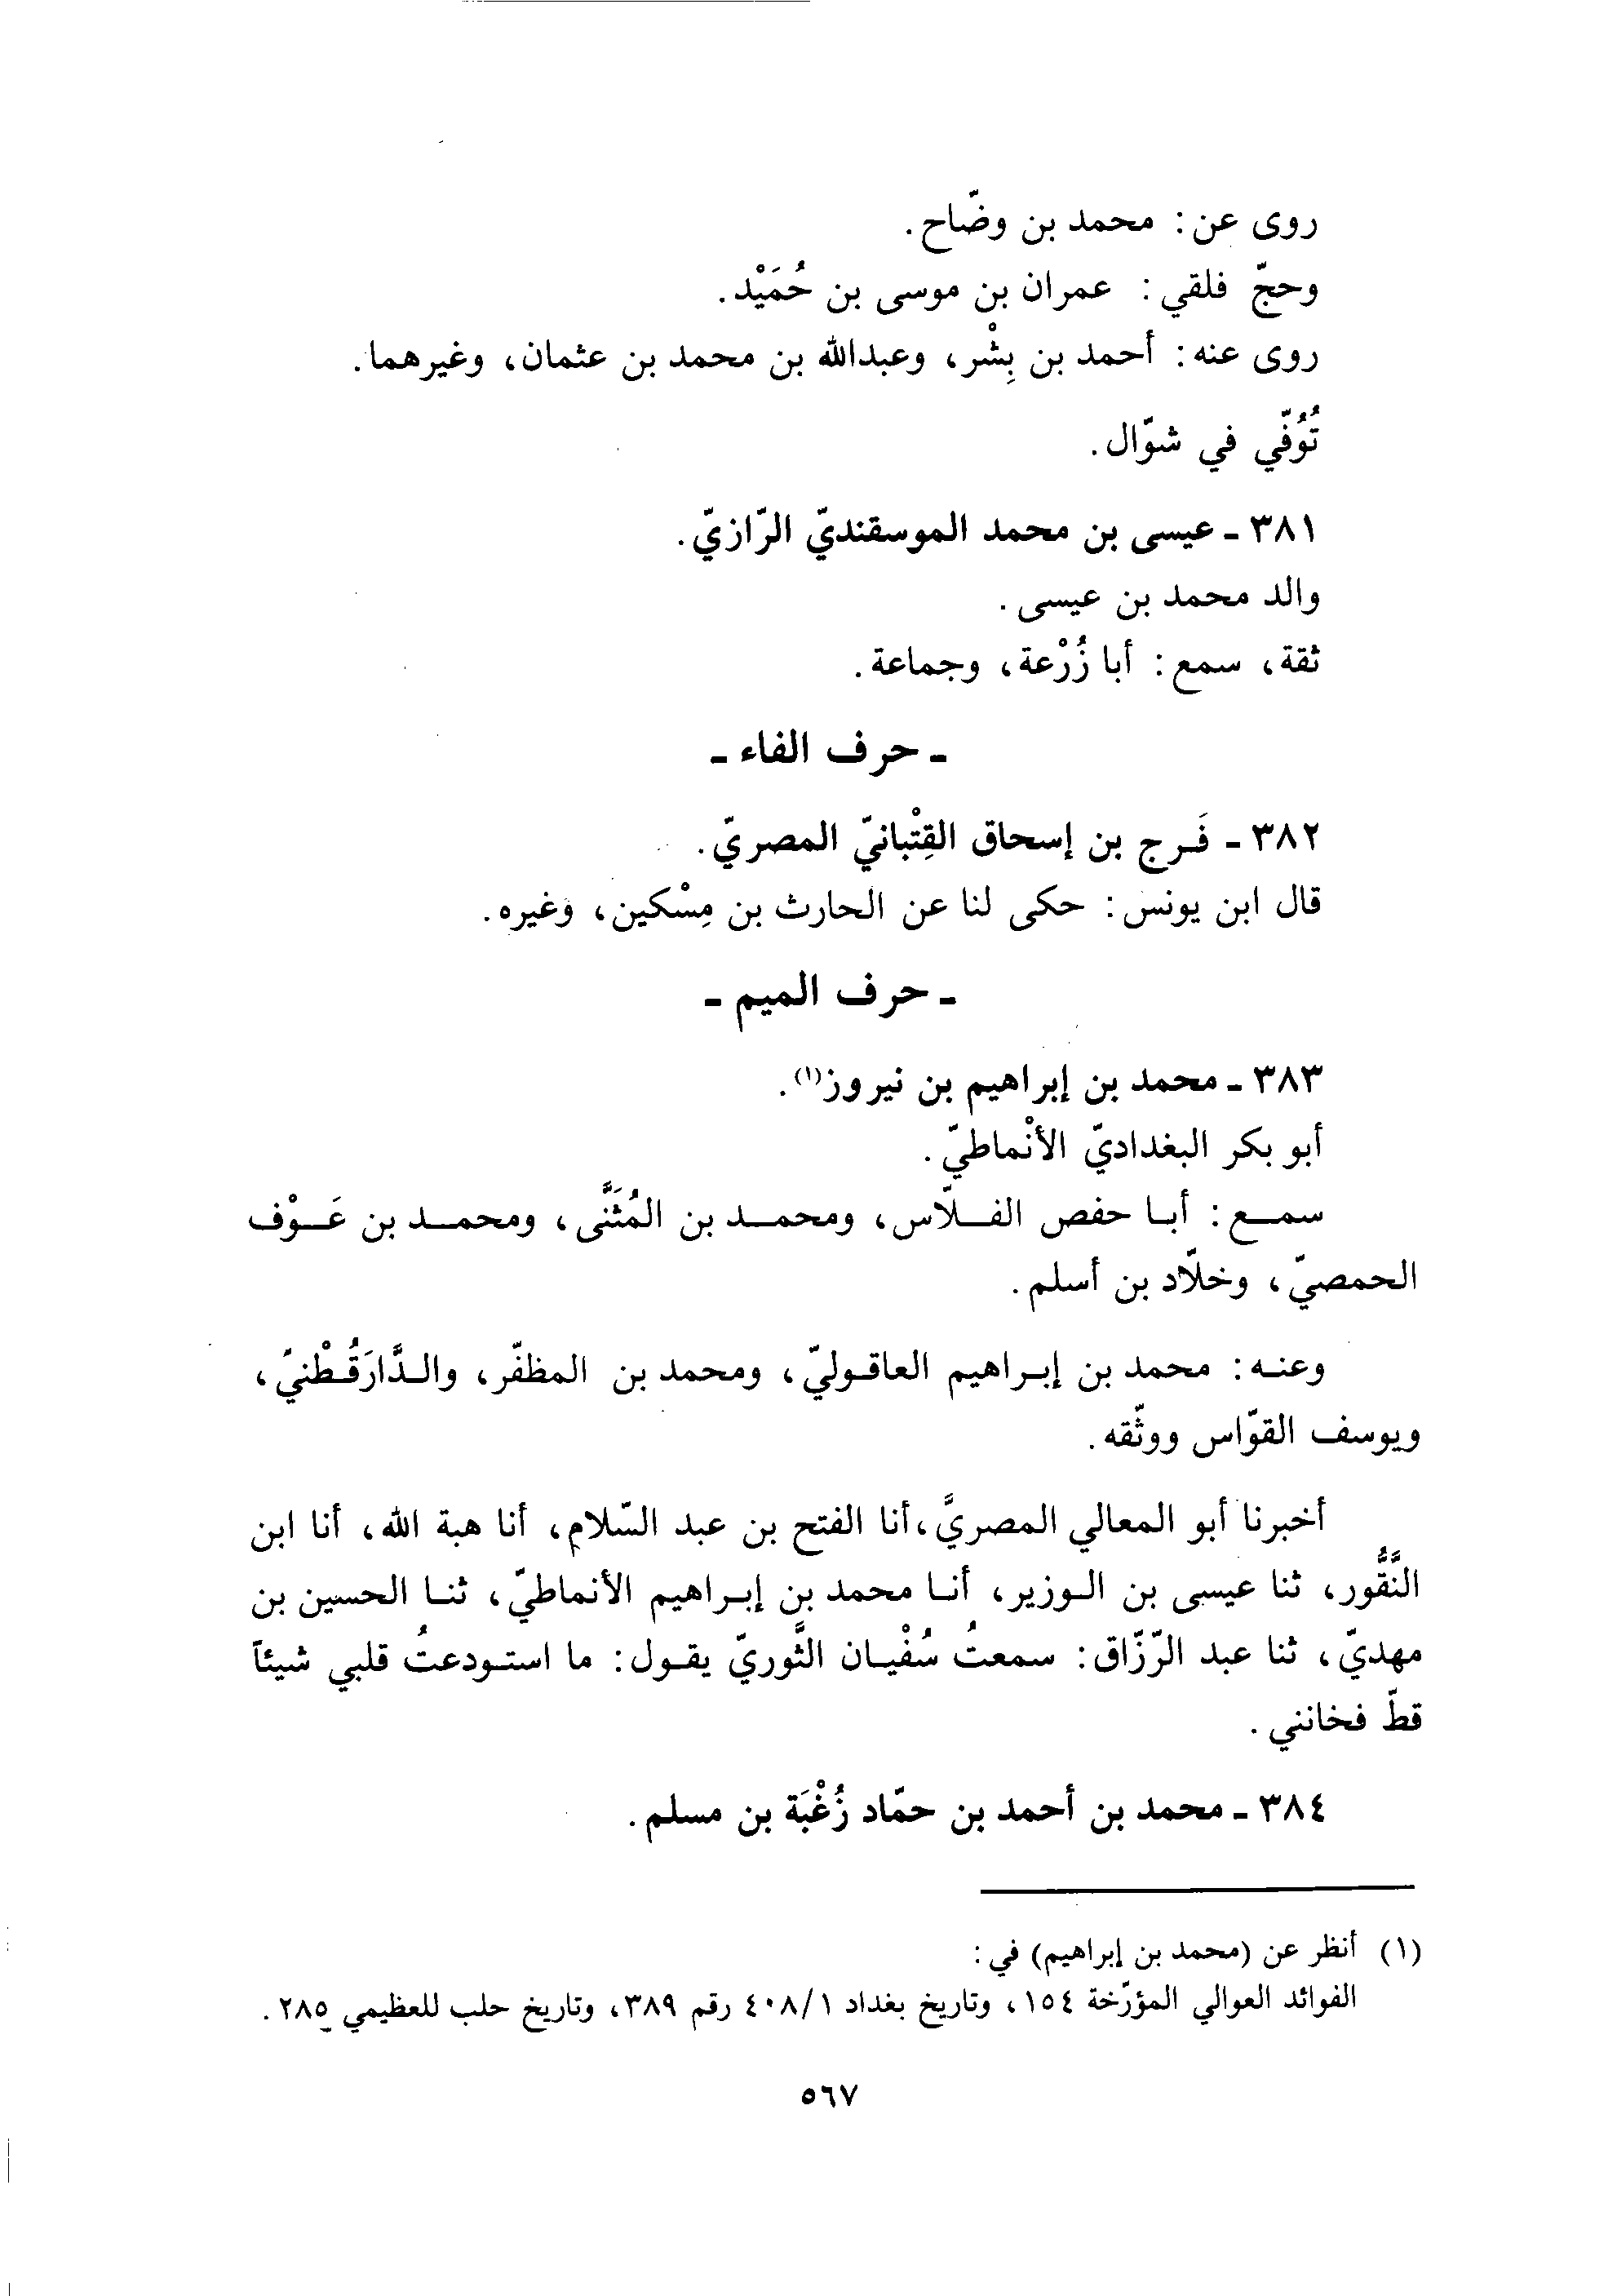 روى عن: محمد بن وضّاح.
وحجّ فلقي: عمران بن موسى بن حُمَيْد.
روى عنه: أحمد بن بِشْر، وعبدالله بن محمد بن عثمان، وغيرهما.
تُوُفّي في شوّال.
٣٨١ - عيسى بن محمد الموسقنديّ الرّازيّ.
والد محمد بن عيسى.
ثقة، سمع: أبا زُرْعة، وجماعة.
- حرف الفاء -
٣٨٢ - فَرج بن إسحاق القِتْبانيّ المصريّ.
قال ابن يونس: حكى لنا عن الحارث بن مِسْكين، وغيره.
- حرف الميم -
٣٨٣ - محمد بن إبراهيم بن نيروز(١).
أبو بكر البغداديّ الأنْماطيّ.
سمع: أبا حفص الفلّاس، ومحمد بن المُثَنَّى، ومحمد بن عَوْف
الحمصيّ، وخلّاد بن أسلم.
وعنه: محمد بن إبراهيم العاقوليّ، ومحمد بن المظفّر، والدَّارَقُطْنيّ،
ويوسف القوّاس ووثّقه.
أخبرنا أبو المعالي المصريّ، أنا الفتح بن عبد السّلام، أنا هبة الله، أنا ابن
النَّقُّور، ثنا عيسى بن الوزير، أنا محمد بن إبراهيم الأنماطيّ، ثنا الحسين بن
مهديّ، ثنا عبد الرّزّاق: سمعتُ سُفْيان الثَّوريّ يقول: ما استودعتُ قلبي شيئاً
قطّ فخانني.
٣٨٤ - محمد بن أحمد بن حمّاد زُغْبَة بن مسلم.
(١) أنظر عن (محمد بن إبراهيم) في:
الفوائد العوالي المؤرّخة ١٥٤، وتاريخ بغداد ٤٠٨/١ رقم ٣٨٩، وتاريخ حلب للعظيمي ٢٨٥.
٥٦٧